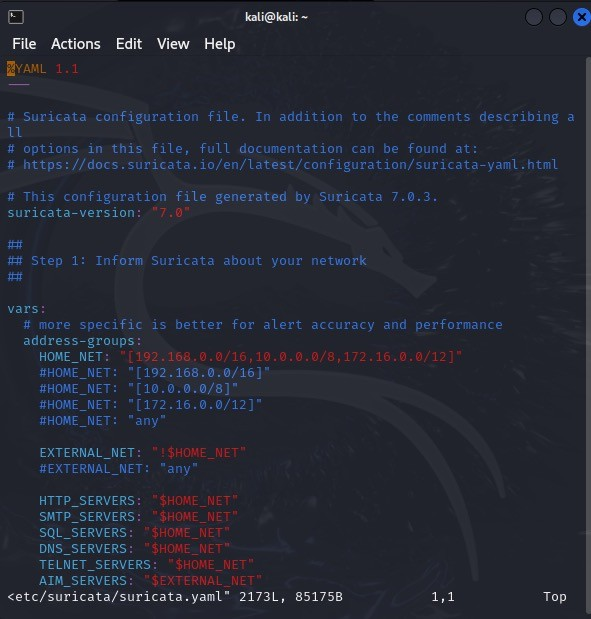 kali@kali: ~
File Actions Edit View Help
%YAML 1.1
---
# Suricata configuration file. In addition to the comments describing a
ll
# options in this file, full documentation can be found at:
# https://docs.suricata.io/en/latest/configuration/suricata-yaml.html
# This configuration file generated by Suricata 7.0.3.
suricata-version: "7.0"
##
## Step 1: Inform Suricata about your network
##
vars:
  # more specific is better for alert accuracy and performance
  address-groups:
    HOME_NET: "[192.168.0.0/16,10.0.0.0/8,172.16.0.0/12]"
    #HOME_NET: "[192.168.0.0/16]"
    #HOME_NET: "[10.0.0.0/8]"
    #HOME_NET: "[172.16.0.0/12]"
    #HOME_NET: "any"
    EXTERNAL_NET: "!$HOME_NET"
    #EXTERNAL_NET: "any"
    HTTP_SERVERS: "$HOME_NET"
    SMTP_SERVERS: "$HOME_NET"
    SQL_SERVERS: "$HOME_NET"
    DNS_SERVERS: "$HOME_NET"
    TELNET_SERVERS: "$HOME_NET"
    AIM_SERVERS: "$EXTERNAL_NET"
<etc/suricata/suricata.yaml" 2173L, 85175B 1,1 Top